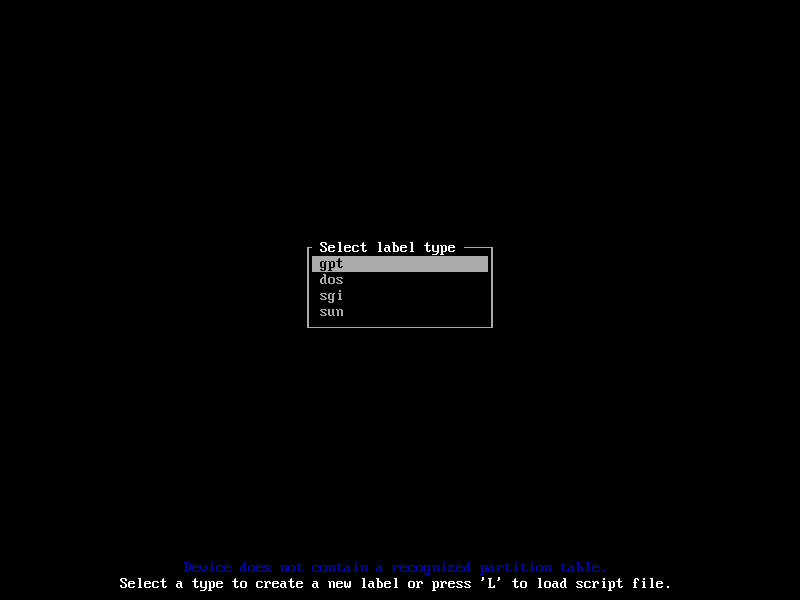 Select label type
gpt
dos
sgi
sun
Device does not contain a recognized partition table.
Select a type to create a new label or press 'L' to load script file.